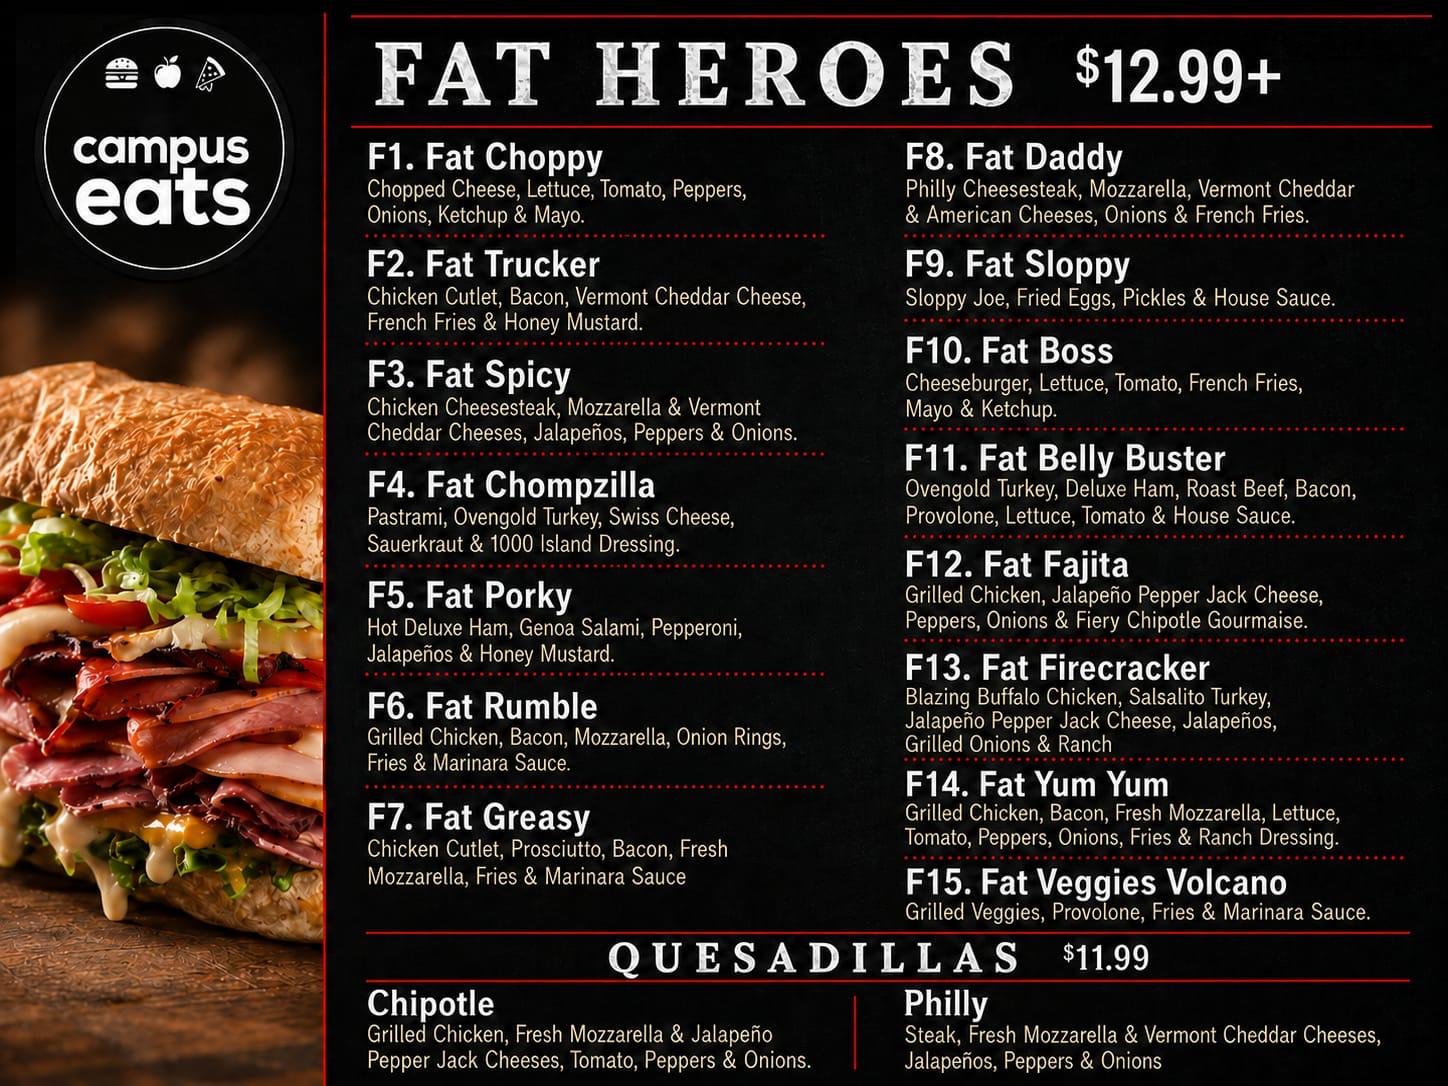 campus
eats
FAT HEROES $12.99+
F1. Fat Choppy
Chopped Cheese, Lettuce, Tomato, Peppers,
Onions, Ketchup & Mayo.
F2. Fat Trucker
Chicken Cutlet, Bacon, Vermont Cheddar Cheese,
French Fries & Honey Mustard.
F3. Fat Spicy
Chicken Cheesesteak, Mozzarella & Vermont
Cheddar Cheeses, Jalapeños, Peppers & Onions.
F4. Fat Chompzilla
Pastrami, Ovengold Turkey, Swiss Cheese,
Sauerkraut & 1000 Island Dressing.
F5. Fat Porky
Hot Deluxe Ham, Genoa Salami, Pepperoni,
Jalapeños & Honey Mustard.
F6. Fat Rumble
Grilled Chicken, Bacon, Mozzarella, Onion Rings,
Fries & Marinara Sauce.
F7. Fat Greasy
Chicken Cutlet, Prosciutto, Bacon, Fresh
Mozzarella, Fries & Marinara Sauce
F8. Fat Daddy
Philly Cheesesteak, Mozzarella, Vermont Cheddar
& American Cheeses, Onions & French Fries.
F9. Fat Sloppy
Sloppy Joe, Fried Eggs, Pickles & House Sauce.
F10. Fat Boss
Cheeseburger, Lettuce, Tomato, French Fries,
Mayo & Ketchup.
F11. Fat Belly Buster
Ovengold Turkey, Deluxe Ham, Roast Beef, Bacon,
Provolone, Lettuce, Tomato & House Sauce.
F12. Fat Fajita
Grilled Chicken, Jalapeño Pepper Jack Cheese,
Peppers, Onions & Fiery Chipotle Gourmaise.
F13. Fat Firecracker
Blazing Buffalo Chicken, Salsalito Turkey,
Jalapeño Pepper Jack Cheese, Jalapeños,
Grilled Onions & Ranch
F14. Fat Yum Yum
Grilled Chicken, Bacon, Fresh Mozzarella, Lettuce,
Tomato, Peppers, Onions, Fries & Ranch Dressing.
F15. Fat Veggies Volcano
Grilled Veggies, Provolone, Fries & Marinara Sauce.
QUESADILLAS $11.99
Chipotle
Grilled Chicken, Fresh Mozzarella & Jalapeño
Pepper Jack Cheeses, Tomato, Peppers & Onions.
Philly
Steak, Fresh Mozzarella & Vermont Cheddar Cheeses,
Jalapeños, Peppers & Onions